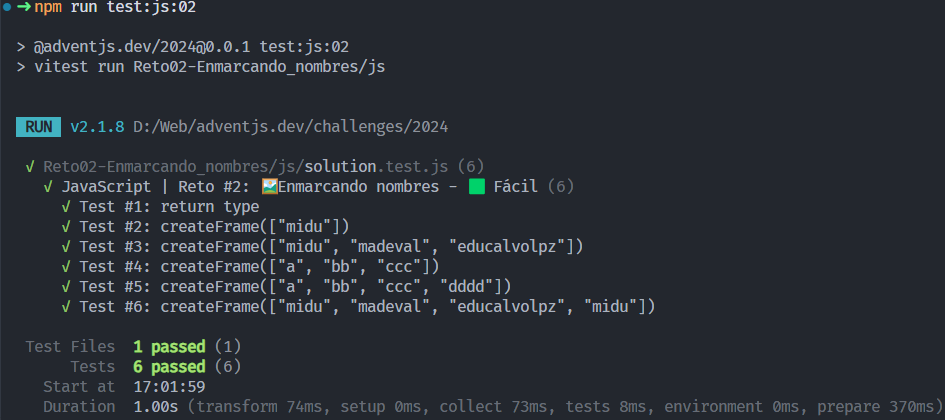 ➜npm run test:js:02
> @adventjs.dev/2024@0.0.1 test:js:02
> vitest run Reto02-Enmarcando_nombres/js
RUN v2.1.8 D:/Web/adventjs.dev/challenges/2024
√ Reto02-Enmarcando_nombres/js/solution.test.js (6)
√ JavaScript | Reto #2: 🖼️Enmarcando nombres - 🟩 Fácil (6)
√ Test #1: return type
√ Test #2: createFrame(["midu"])
√ Test #3: createFrame(["midu", "madeval", "educalvolpz"])
√ Test #4: createFrame(["a", "bb", "ccc"])
√ Test #5: createFrame(["a", "bb", "ccc", "dddd"])
√ Test #6: createFrame(["midu", "madeval", "educalvolpz", "midu"])
Test Files 1 passed (1)
Tests 6 passed (6)
Start at 17:01:59
Duration 1.00s (transform 74ms, setup 0ms, collect 73ms, tests 8ms, environment 0ms, prepare 370ms)